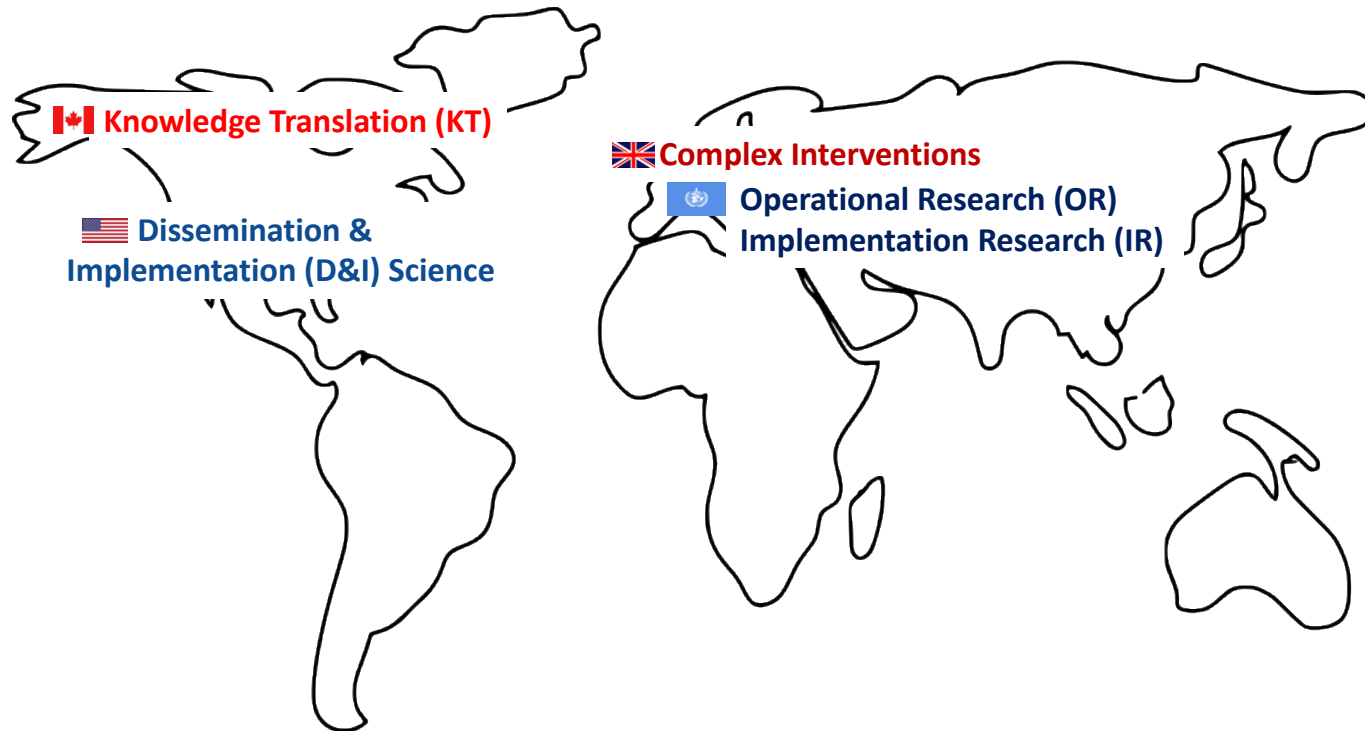 Knowledge Translation (KT)
Complex Interventions
Operational Research (OR)
Implementation Research (IR)
Dissemination &
Implementation (D&I) Science